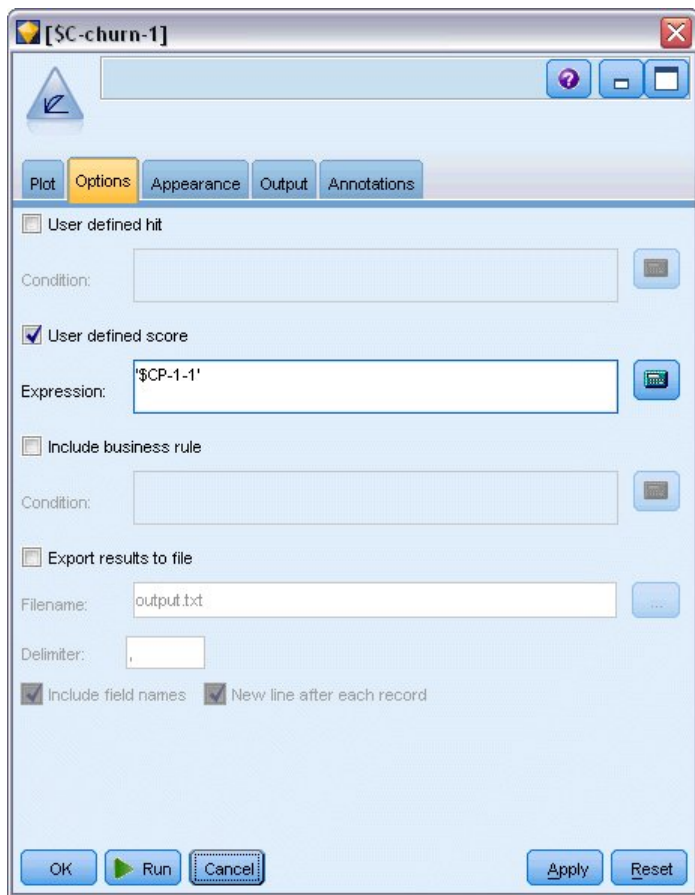 [$C-churn-1]
Plot Options Appearance Output Annotations
User defined hit
Condition:
User defined score
Expression: '$CP-1-1'
Include business rule
Condition:
Export results to file
Filename: output.txt ...
Delimiter: ,
Include field names New line after each record
OK Run Cancel Apply Reset